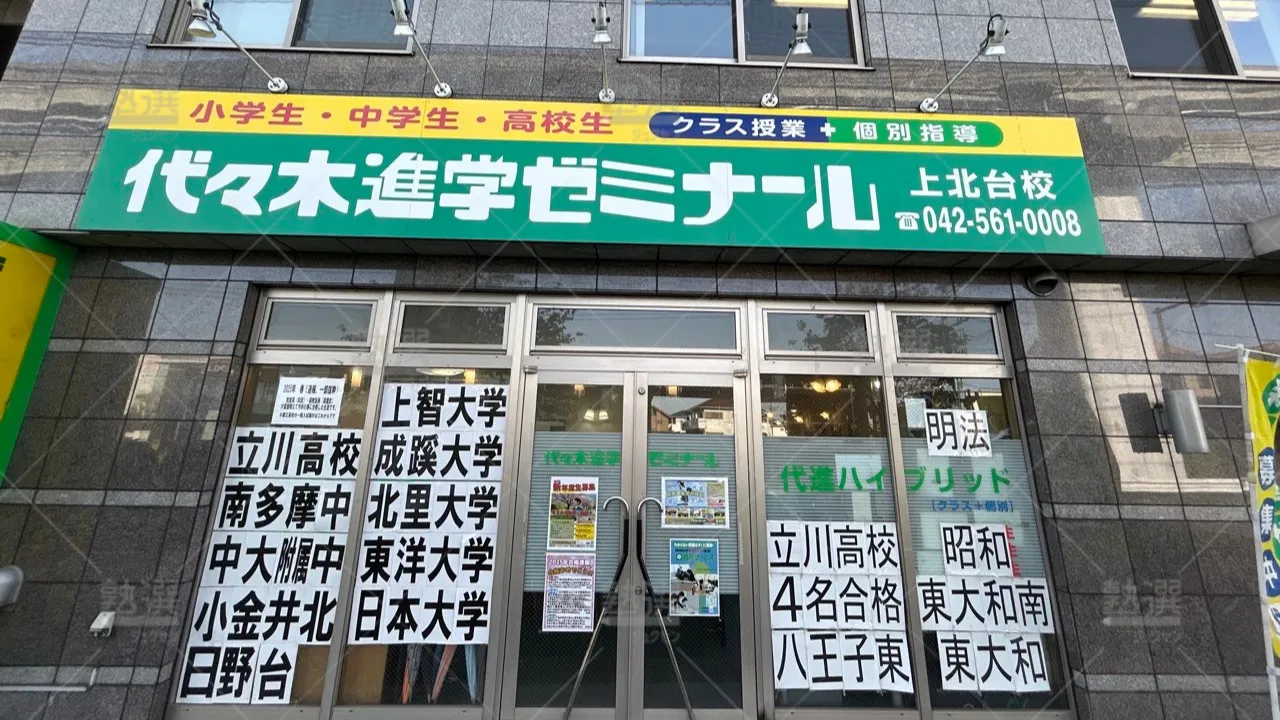 小学生・中学生・高校生
クラス授業 + 個別指導
代々木進学ゼミナール
上北台校
☎042-561-0008
上智大学
立川高校
成蹊大学
南多摩中
北里大学
中大附属中
東洋大学
小金井北
日本大学
日野台
代々木進学ゼミナール
明法
代進ハイブリッド
(クラス+個別)
立川高校
4名合格
八王子東
昭和
東大和南
東大和
塾選